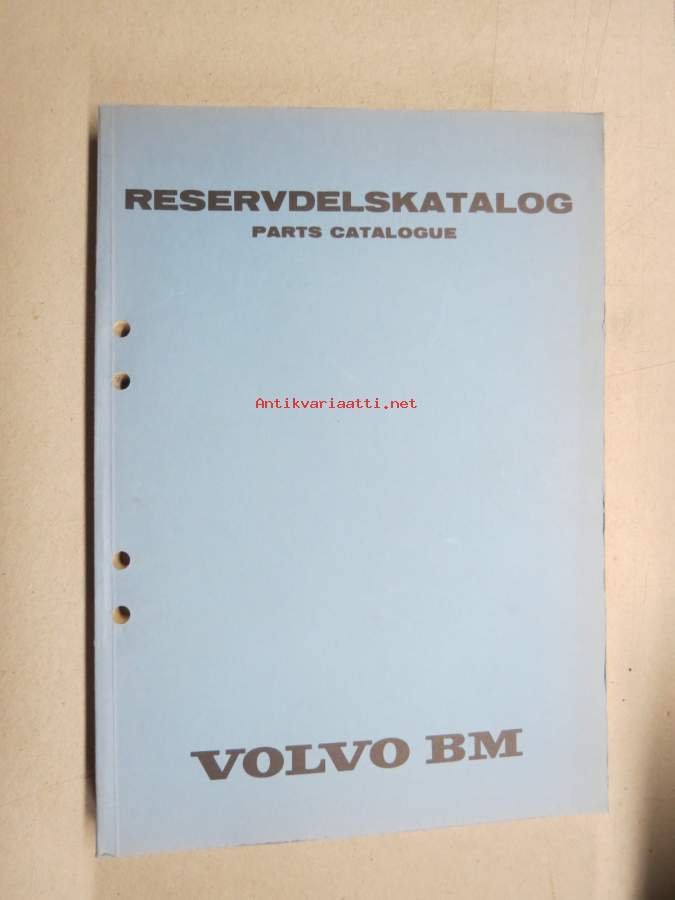 RESERVDELSKATALOG
PARTS CATALOGUE
Antikvariaatti.net
VOLVO BM